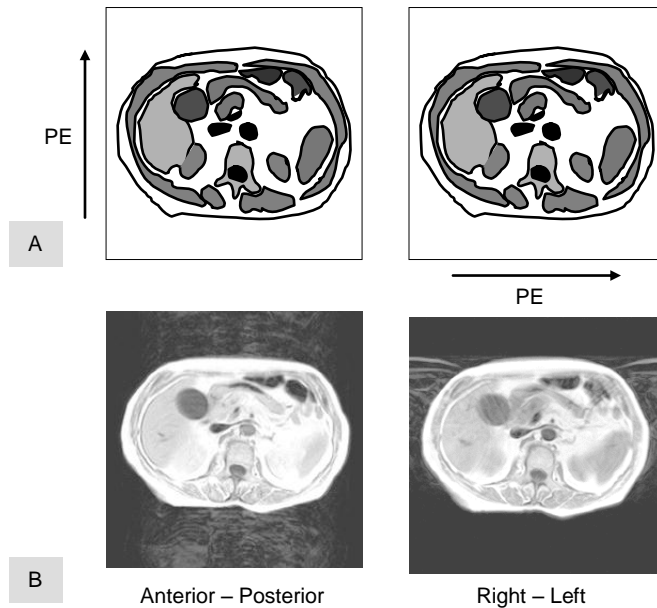 PE
A
PE
B
Anterior – Posterior
Right – Left